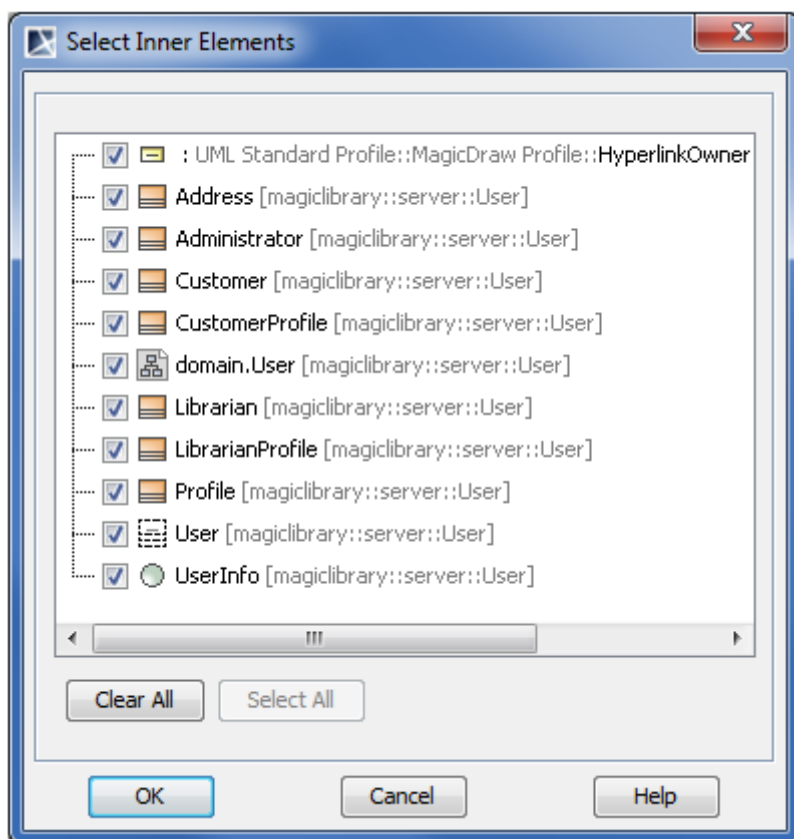 Select Inner Elements
: UML Standard Profile::MagicDraw Profile::HyperlinkOwner
Address [magiclibrary::server::User]
Administrator [magiclibrary::server::User]
Customer [magiclibrary::server::User]
CustomerProfile [magiclibrary::server::User]
domain.User [magiclibrary::server::User]
Librarian [magiclibrary::server::User]
LibrarianProfile [magiclibrary::server::User]
Profile [magiclibrary::server::User]
User [magiclibrary::server::User]
UserInfo [magiclibrary::server::User]
Clear All Select All
OK Cancel Help